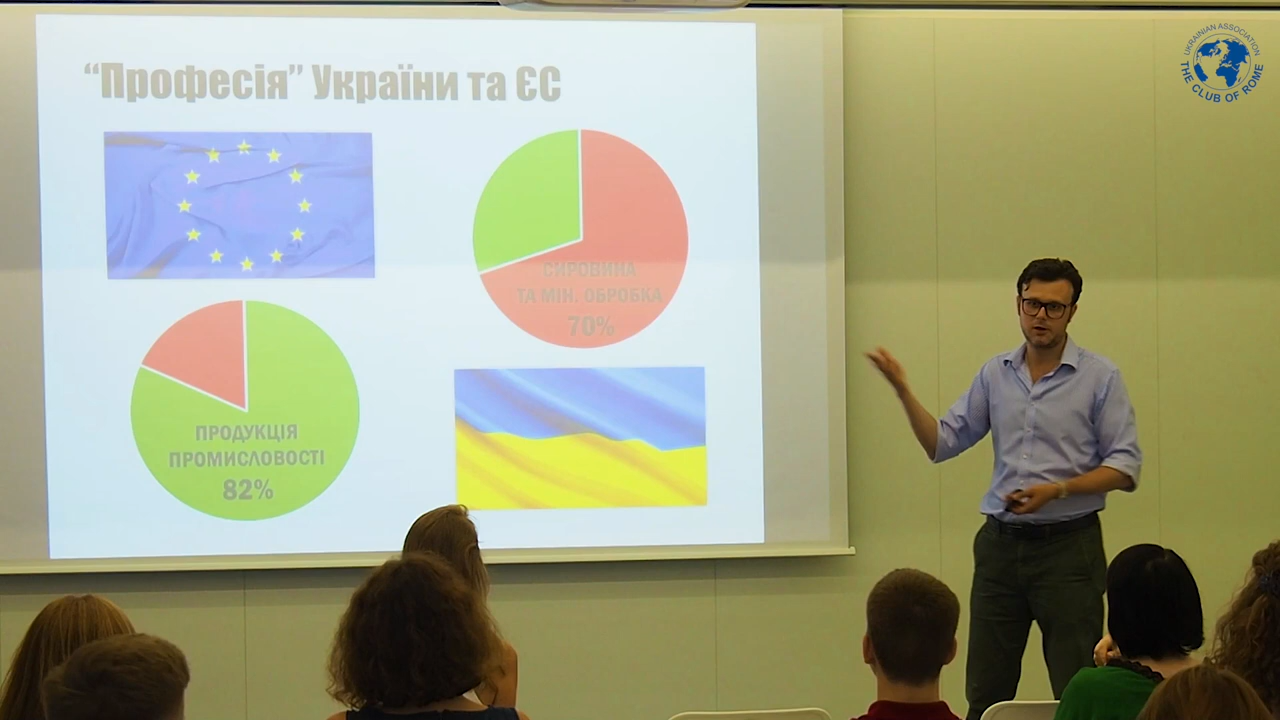 “Професія” України та ЄС
СИРОВИНА
ТА МІН. ОБРОБКА
70%
ПРОДУКЦІЯ
ПРОМИСЛОВОСТІ
82%
UKRAINIAN ASSOCIATION
THE CLUB OF ROME